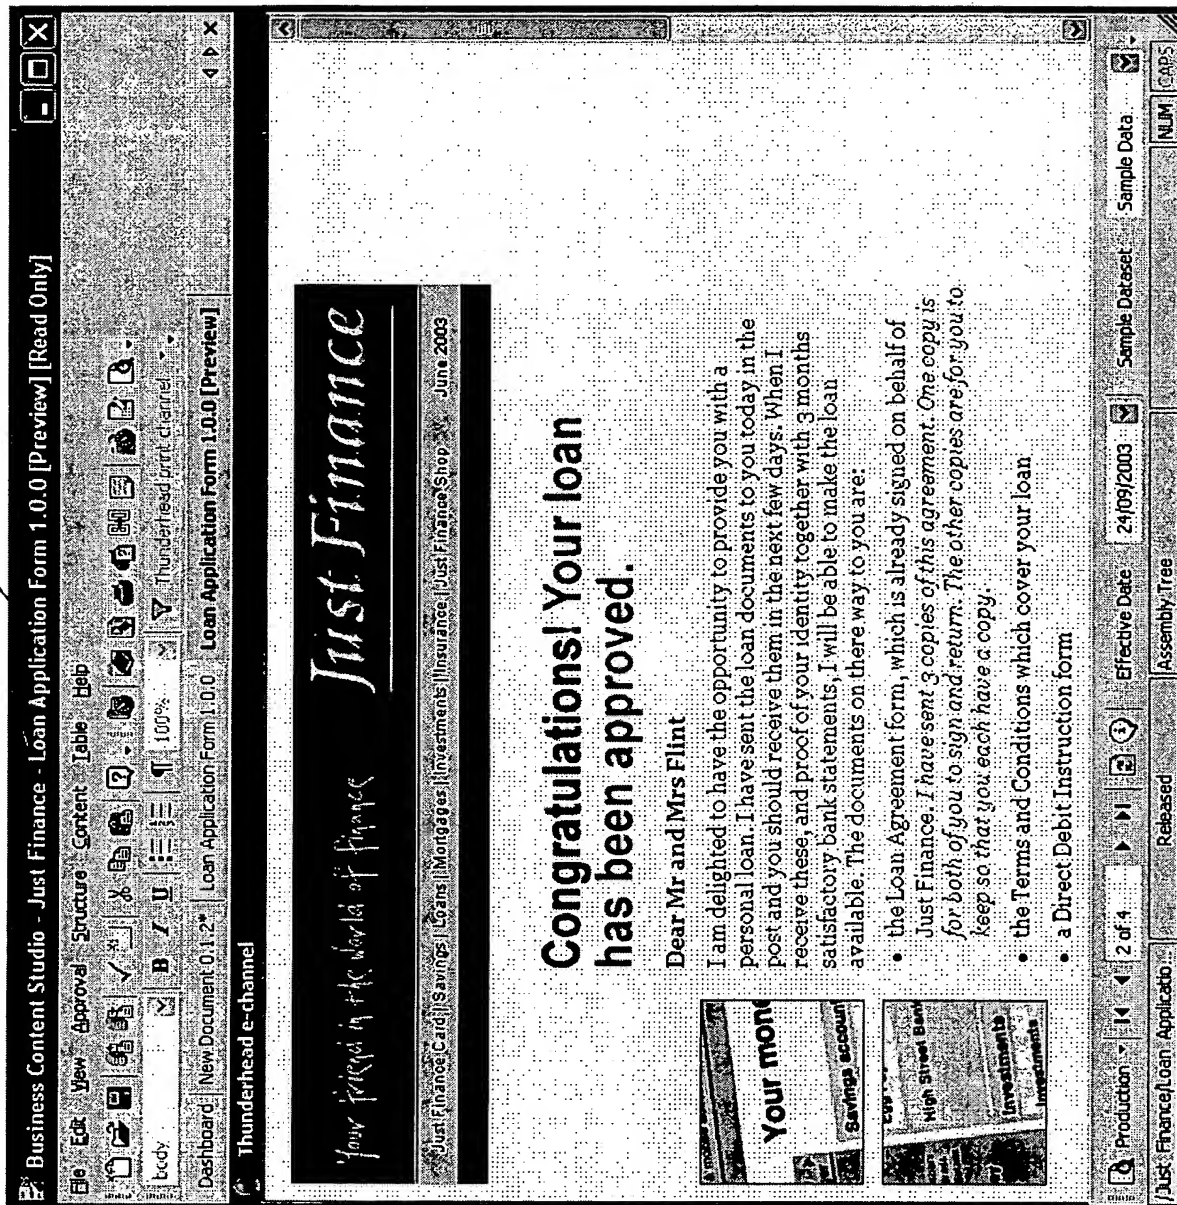 Business Content Studio - Just Finance - Loan Application Form 1.0.0 [Preview] [Read Only]
File Edit View Approval Structure Content Table Help
body B I U 100% Thunderhead print channel
Dashboard New Document 0.1.2* Loan Application Form 1.0.0 Loan Application Form 1.0.0 [Preview]
Thunderhead e-channel
Your friend in the world of finance Just Finance
Just Finance Card Savings Loans Mortgages Investments Insurance Just Finance Shop June 2003
Congratulations! Your loan
has been approved.
Dear Mr and Mrs Flint
I am delighted to have the opportunity to provide you with a
personal loan. I have sent the loan documents to you today in the
post and you should receive them in the next few days. When I
receive these, and proof of your identity together with 3 months
satisfactory bank statements, I will be able to make the loan
available. The documents on there way to you are:
• the Loan Agreement form, which is already signed on behalf of
Just Finance. I have sent 3 copies of this agreement. One copy is
for both of you to sign and return. The other copies are for you to
keep so that you each have a copy.
• the Terms and Conditions which cover your loan
• a Direct Debit Instruction form
Your mone
Savings account
High Street Bank
Investments
Investments
Production 2 of 4 Effective Date 24/09/2003 Sample Dataset Sample Data
/Just Finance/Loan Applicatio... Released Assembly Tree NUM CAPS